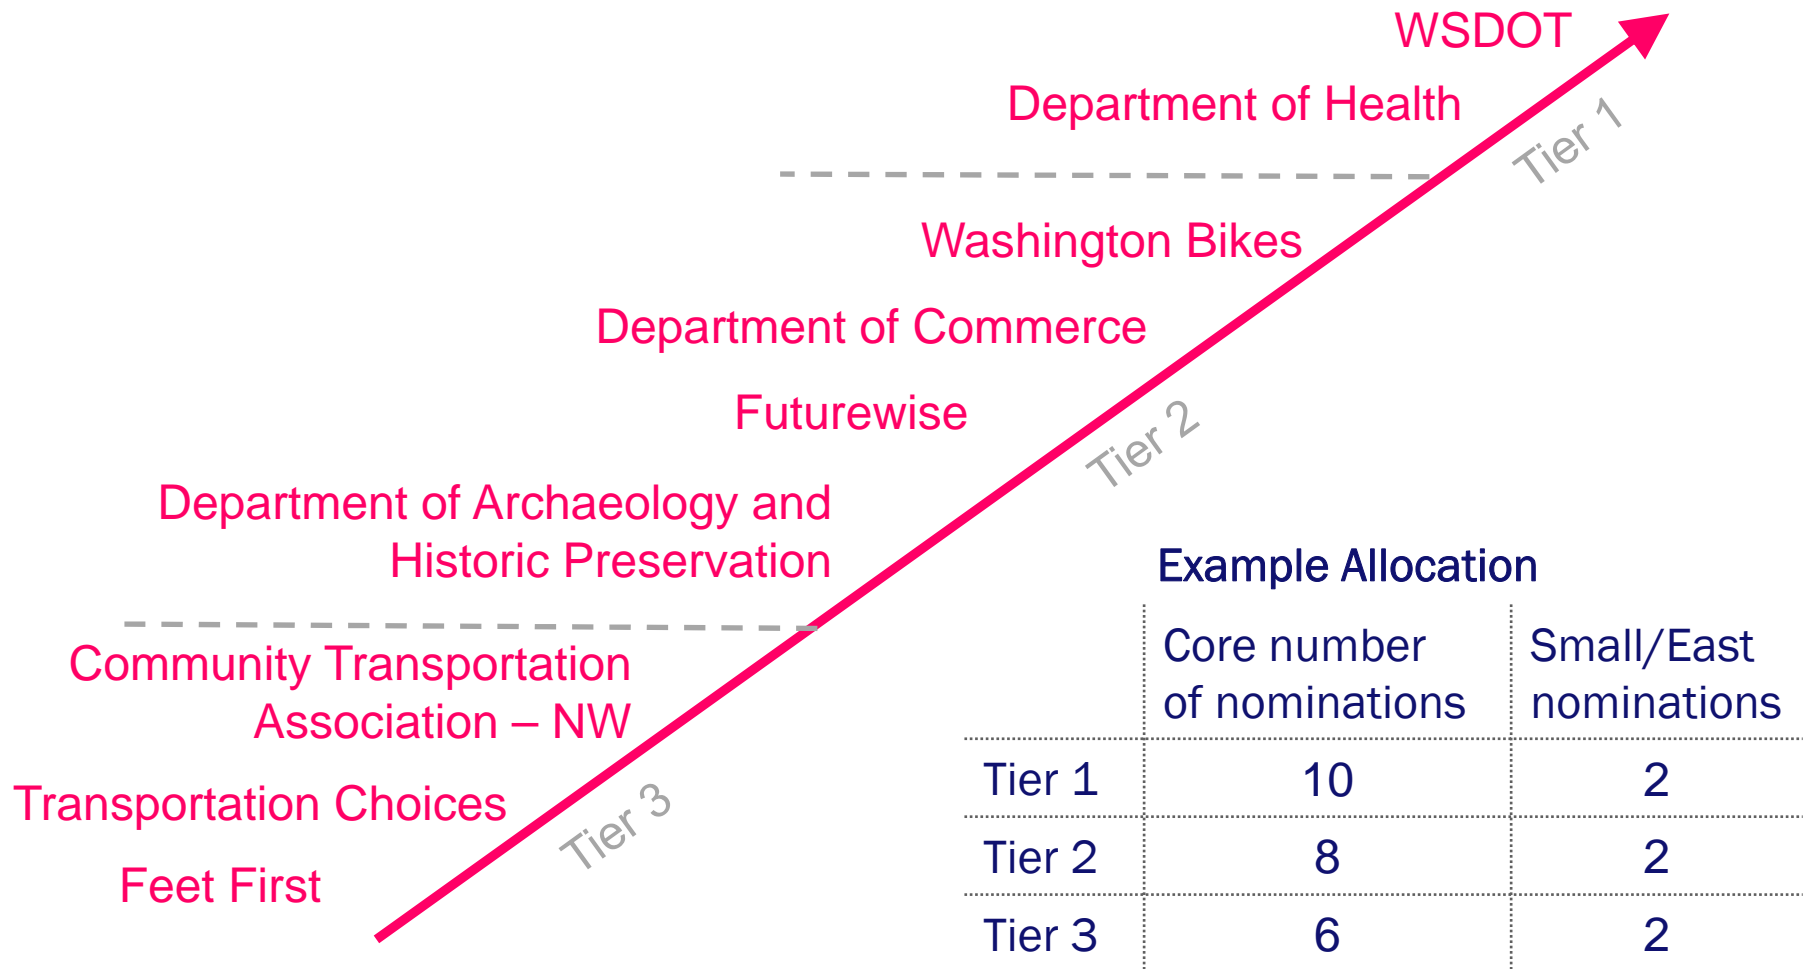 WSDOT
Department of Health
Tier 1
Washington Bikes
Department of Commerce
Futurewise
Tier 2
Department of Archaeology and
Historic Preservation
Community Transportation
Association – NW
Transportation Choices
Tier 3
Feet First
Example Allocation
Core number
of nominations
Small/East
nominations
Tier 1 10 2
Tier 2 8 2
Tier 3 6 2